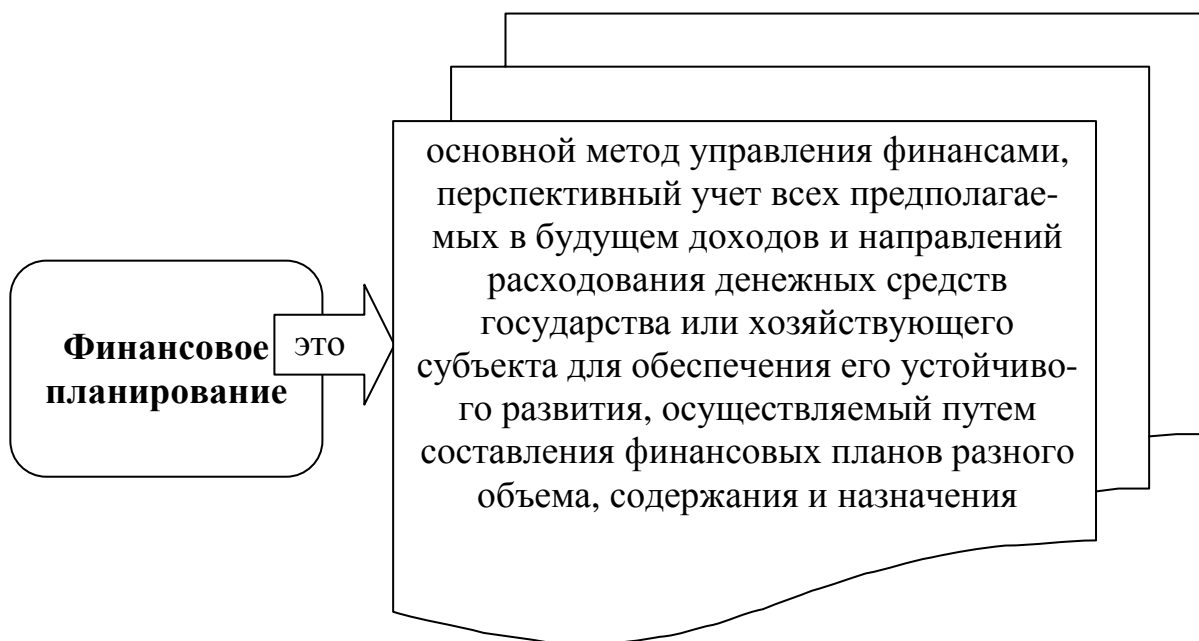 Финансовое
планирование
это
основной метод управления финансами,
перспективный учет всех предполагае-
мых в будущем доходов и направлений
расходования денежных средств
государства или хозяйствующего
субъекта для обеспечения его устойчиво-
го развития, осуществляемый путем
составления финансовых планов разного
объема, содержания и назначения